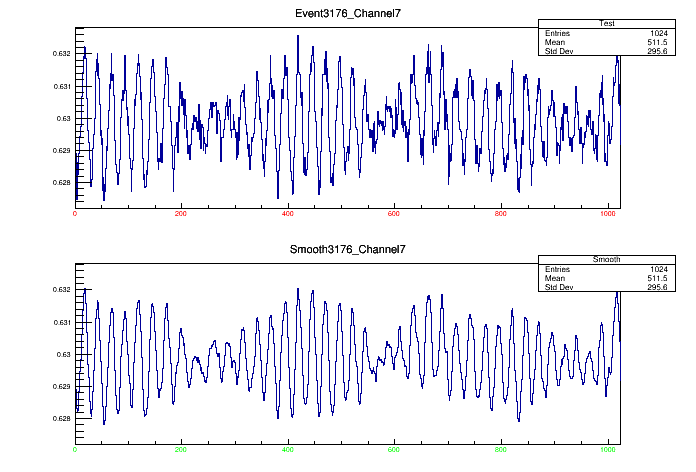 Event3176_Channel7
Test
Entries 1024
Mean 511.5
Std Dev 295.6
0.632
0.631
0.63
0.629
0.628
0 200 400 600 800 1000
Smooth3176_Channel7
Smooth
Entries 1024
Mean 511.5
Std Dev 295.6
0.632
0.631
0.63
0.629
0.628
0 200 400 600 800 1000